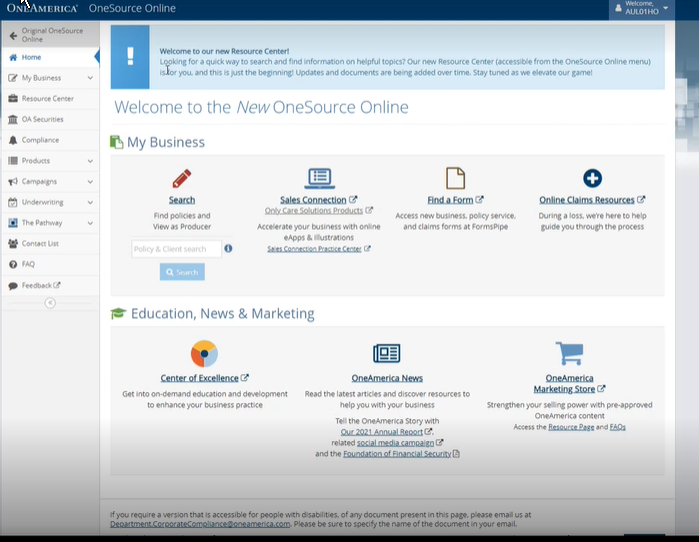 ONEAMERICA OneSource Online
Welcome,
AUL01HO
Original OneSource
Online
Home
My Business
Resource Center
OA Securities
Compliance
Products
Campaigns
Underwriting
The Pathway
Contact List
FAQ
Feedback
Welcome to our new Resource Center!
Looking for a quick way to search and find information on helpful topics? Our new Resource Center (accessible from the OneSource Online menu)
is for you, and this is just the beginning! Updates and documents are being added over time. Stay tuned as we elevate our game!
Welcome to the New OneSource Online
My Business
Search
Find policies and
View as Producer
Policy & Client search
Search
Sales Connection
Only Care Solutions Products
Accelerate your business with online
eApps & illustrations
Sales Connection Practice Center
Find a Form
Access new business, policy service,
and claims forms at FormsPipe
Online Claims Resources
During a loss, we're here to help
guide you through the process
Education, News & Marketing
Center of Excellence
Get into on-demand education and development
to enhance your business practice
OneAmerica News
Read the latest articles and discover resources to
help you with your business
Tell the OneAmerica Story with
Our 2021 Annual Report,
related social media campaign
and the Foundation of Financial Security
OneAmerica
Marketing Store
Strengthen your selling power with pre-approved
OneAmerica content
Access the Resource Page and FAQs
If you require a version that is accessible for people with disabilities, of any document present in this page, please email us at
Department.CorporateCompliance@oneamerica.com. Please be sure to specify the name of the document in your email.